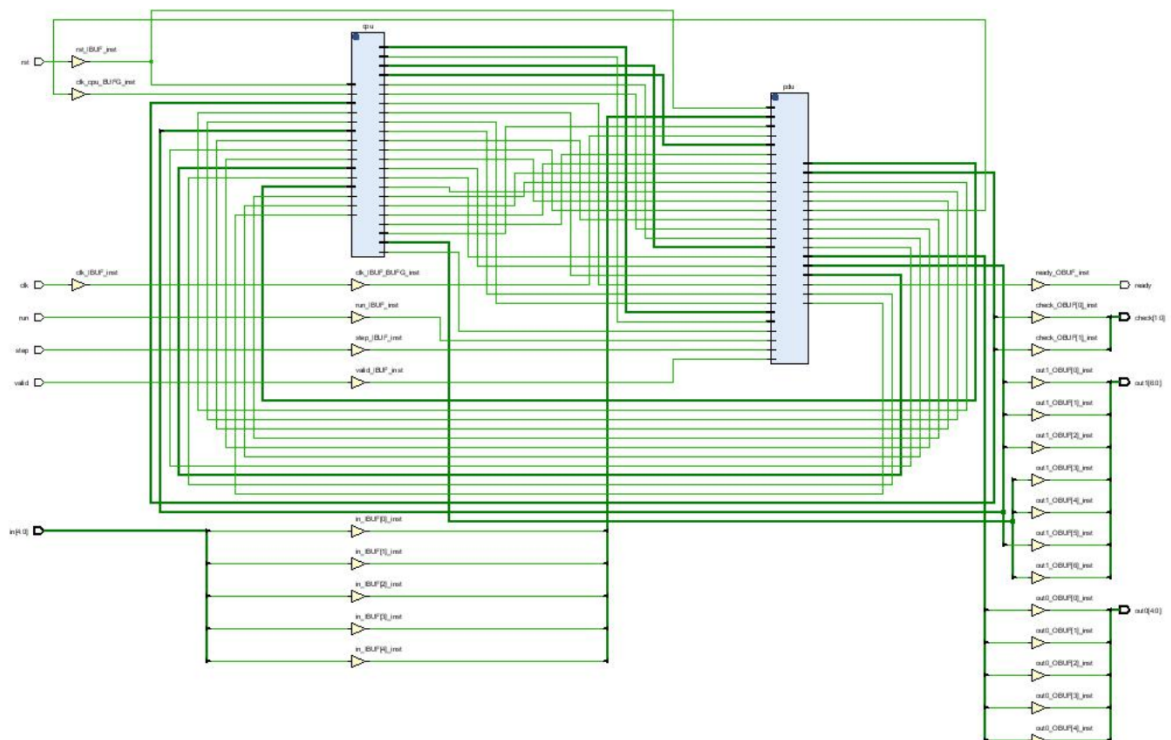 cpu
rst_IBUF_inst
rst
clk_cpu_BUFG_inst
pdu
clk_IBUF_inst
clk_IBUF_BUFG_inst
ready_OBUF_inst
clk
ready
run_IBUF_inst
check_OBUF[0]_inst
run
check[1:0]
step_IBUF_inst
check_OBUF[1]_inst
step
valid_IBUF_inst
out1_OBUF[0]_inst
valid
out1[6:0]
out1_OBUF[1]_inst
out1_OBUF[2]_inst
out1_OBUF[3]_inst
out1_OBUF[4]_inst
in_IBUF[0]_inst
out1_OBUF[5]_inst
in[4:0]
in_IBUF[1]_inst
out1_OBUF[6]_inst
in_IBUF[2]_inst
out0_OBUF[0]_inst
out0[4:0]
in_IBUF[3]_inst
out0_OBUF[1]_inst
in_IBUF[4]_inst
out0_OBUF[2]_inst
out0_OBUF[3]_inst
out0_OBUF[4]_inst